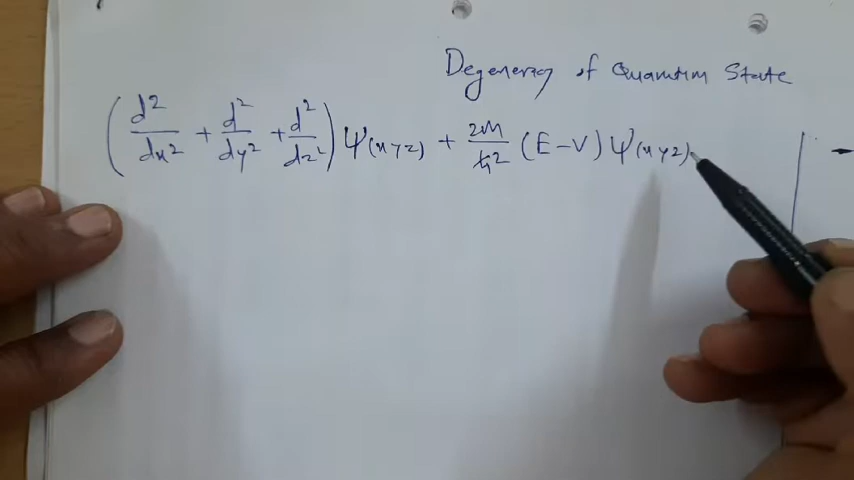 Degeneracy of Quantum State
(d²/dx² + d²/dy² + d²/dz²) ψ(xyz) + 2m/ħ² (E-V) ψ(xyz)